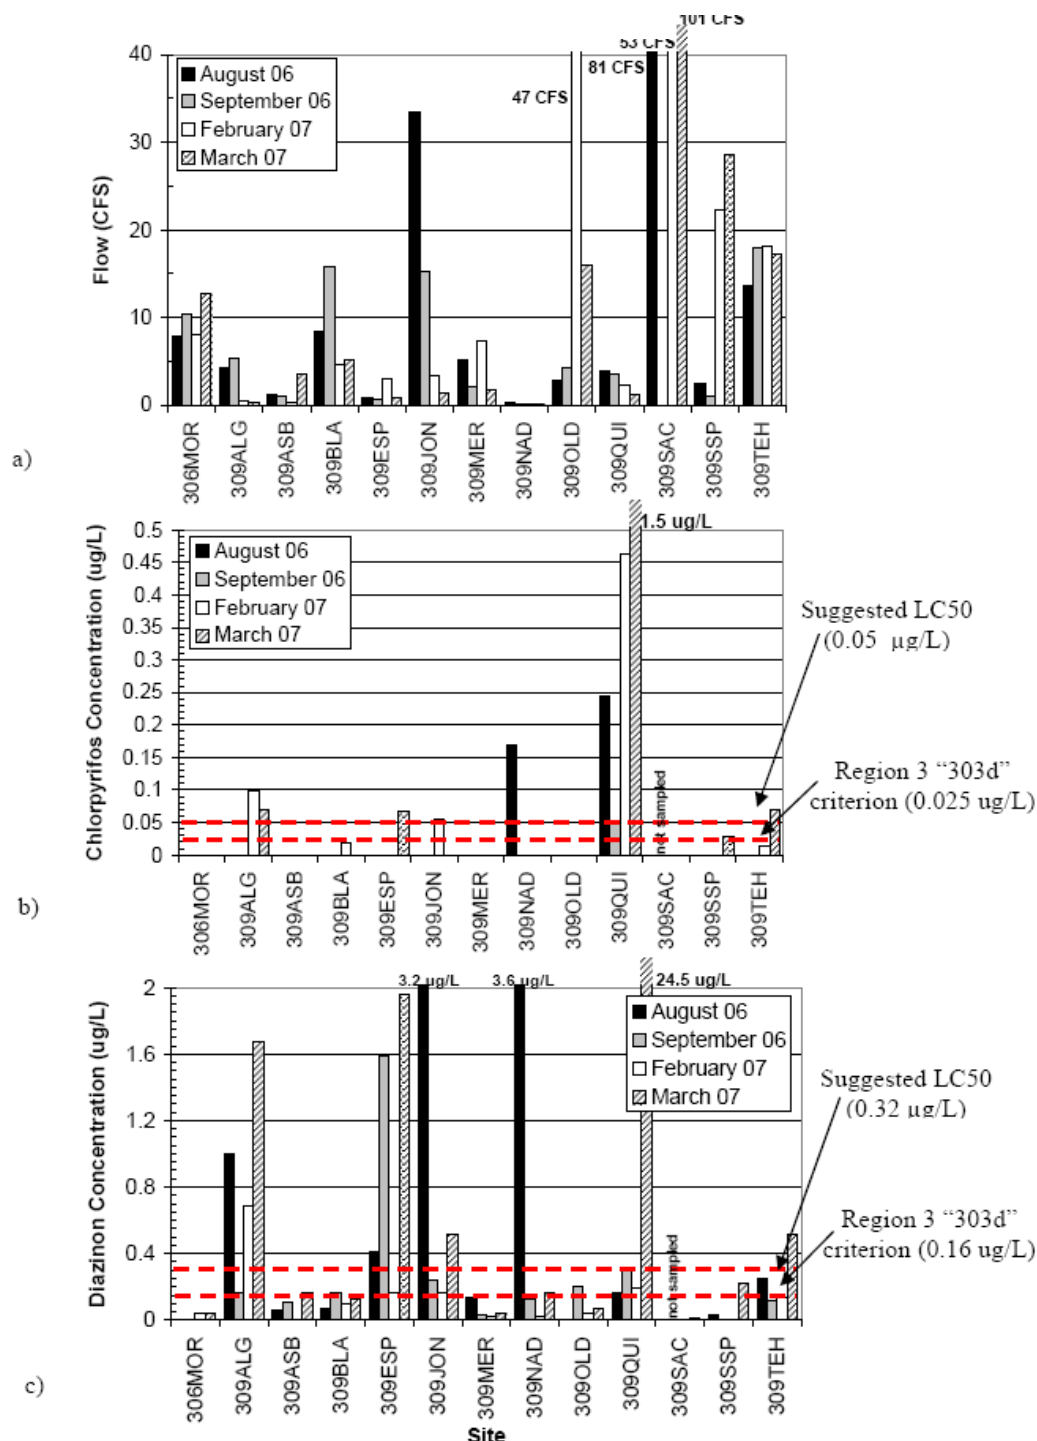 101 CFS
53 CFS
81 CFS
47 CFS
40
30
20
10
0
Flow (CFS)
August 06
September 06
February 07
March 07
306MOR
309ALG
309ASB
309BLA
309ESP
309JON
309MER
309NAD
309OLD
309QUI
309SAC
309SSP
309TEH
a)
1.5 ug/L
0.5
0.45
0.4
0.35
0.3
0.25
0.2
0.15
0.1
0.05
0
Chlorpyrifos Concentration (ug/L)
August 06
September 06
February 07
March 07
not sampled
Suggested LC50
(0.05 µg/L)
Region 3 “303d”
criterion (0.025 ug/L)
306MOR
309ALG
309ASB
309BLA
309ESP
309JON
309MER
309NAD
309OLD
309QUI
309SAC
309SSP
309TEH
b)
3.2 ug/L
3.6 ug/L
24.5 ug/L
2
1.6
1.2
0.8
0.4
0
Diazinon Concentration (ug/L)
August 06
September 06
February 07
March 07
not sampled
Suggested LC50
(0.32 µg/L)
Region 3 “303d”
criterion (0.16 ug/L)
306MOR
309ALG
309ASB
309BLA
309ESP
309JON
309MER
309NAD
309OLD
309QUI
309SAC
309SSP
309TEH
c)
Site